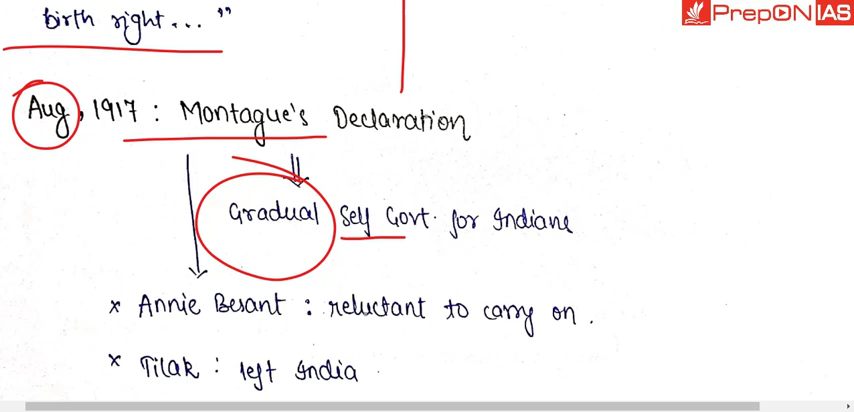 PrepON IAS
birth right... "
Aug, 1917 : Montague's Declaration
Gradual Self Govt. for Indians
x Annie Besant : reluctant to carry on.
x Tilak : left India